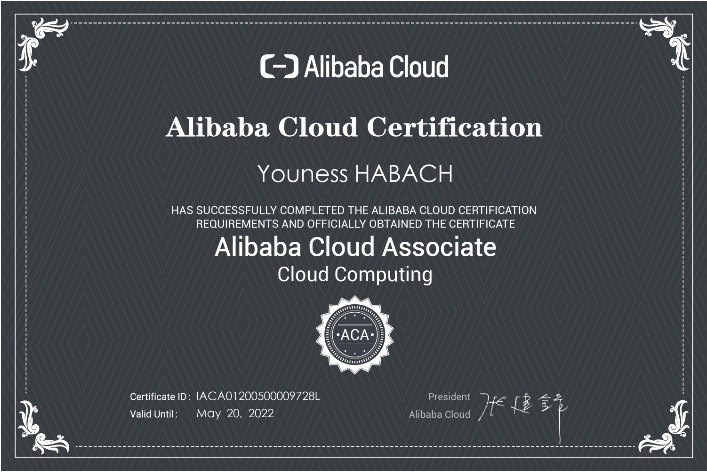 Alibaba Cloud
Alibaba Cloud Certification
Youness HABACH
HAS SUCCESSFULLY COMPLETED THE ALIBABA CLOUD CERTIFICATION
REQUIREMENTS AND OFFICIALLY OBTAINED THE CERTIFICATE
Alibaba Cloud Associate
Cloud Computing
•ACA•
Certificate ID : IACA01200500009728L
Valid Until : May 20, 2022
President
Alibaba Cloud